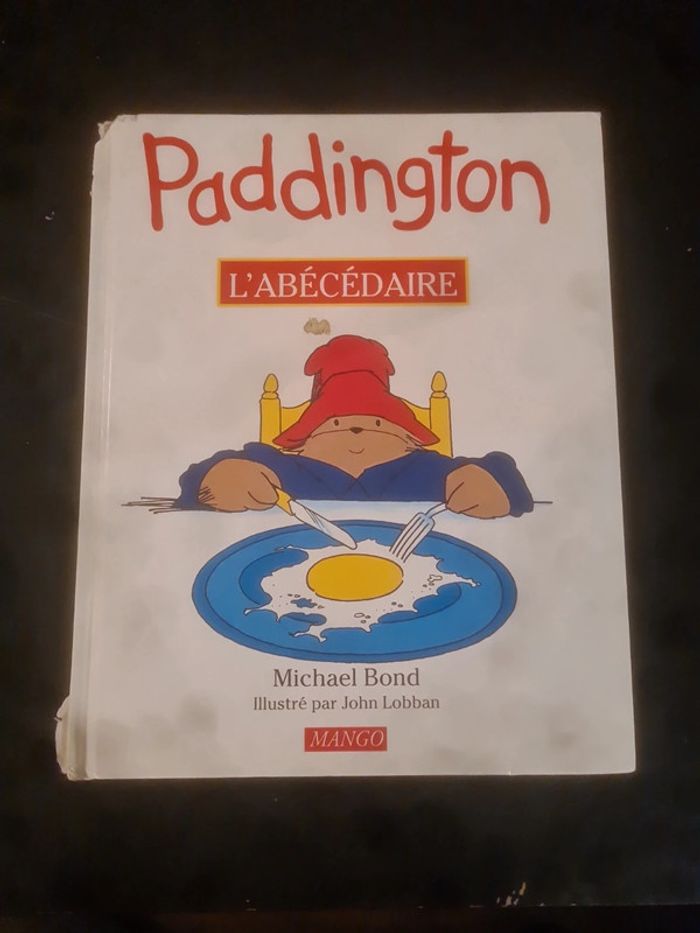 Paddington
L'ABÉCÉDAIRE
Michael Bond
Illustré par John Lobban
MANGO